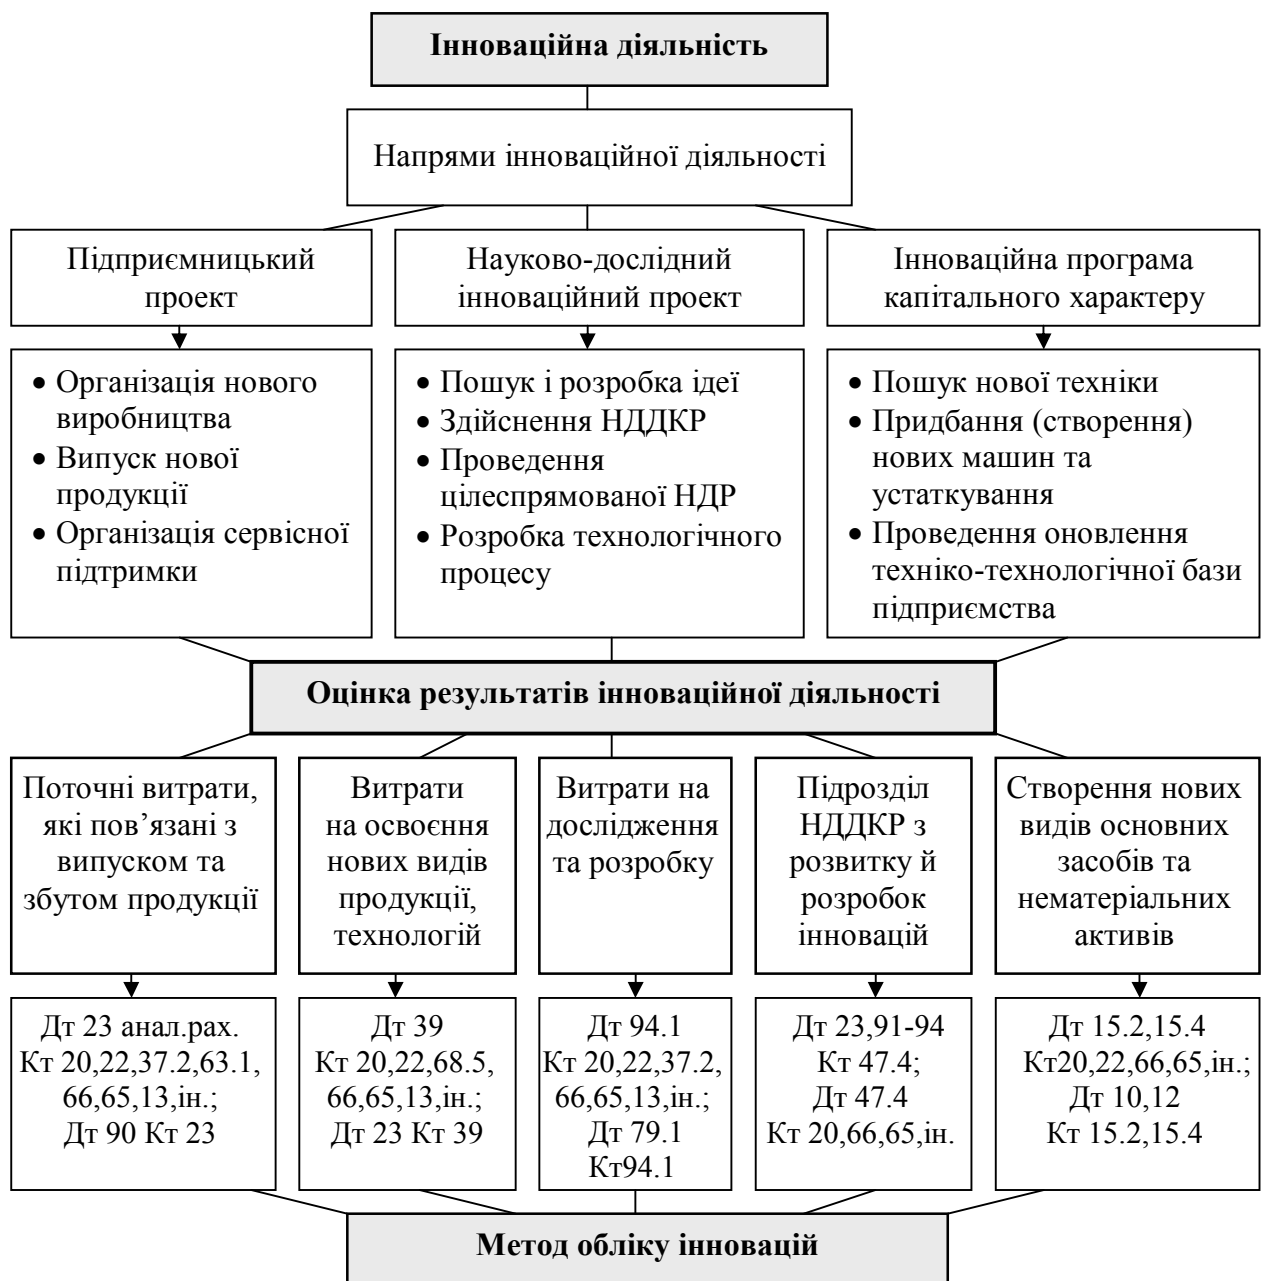 Інноваційна діяльність
Напрями інноваційної діяльності
Підприємницький
проект
Науково-дослідний
інноваційний проект
Інноваційна програма
капітального характеру
• Організація нового
виробництва
• Випуск нової
продукції
• Організація сервісної
підтримки
• Пошук і розробка ідеї
• Здійснення НДДКР
• Проведення
цілеспрямованої НДР
• Розробка технологічного
процесу
• Пошук нової техніки
• Придбання (створення)
нових машин та
устаткування
• Проведення оновлення
техніко-технологічної бази
підприємства
Оцінка результатів інноваційної діяльності
Поточні витрати,
які пов’язані з
випуском та
збутом продукції
Витрати
на освоєння
нових видів
продукції,
технологій
Витрати на
дослідження
та розробку
Підрозділ
НДДКР з
розвитку й
розробок
інновацій
Створення нових
видів основних
засобів та
нематеріальних
активів
Дт 23 анал.рах.
Кт 20,22,37.2,63.1,
66,65,13,ін.;
Дт 90 Кт 23
Дт 39
Кт 20,22,68.5,
66,65,13,ін.;
Дт 23 Кт 39
Дт 94.1
Кт 20,22,37.2,
66,65,13,ін.;
Дт 79.1
Кт94.1
Дт 23,91-94
Кт 47.4;
Дт 47.4
Кт 20,66,65,ін.
Дт 15.2,15.4
Кт20,22,66,65,ін.;
Дт 10,12
Кт 15.2,15.4
Метод обліку інновацій